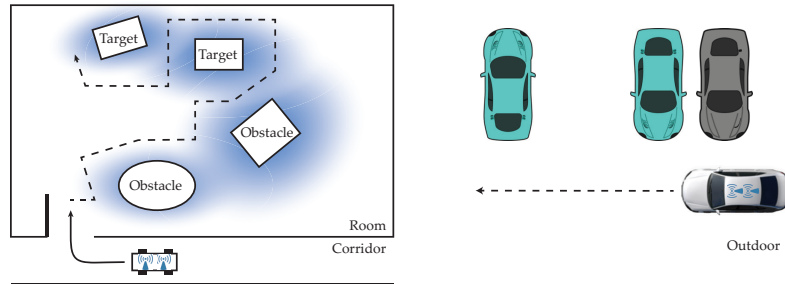 Target
Target
Obstacle
Obstacle
Room
Corridor
Outdoor